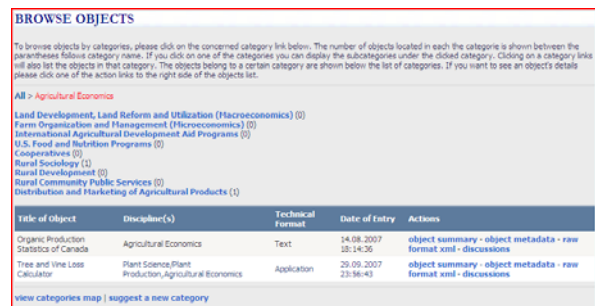 BROWSE OBJECTS
To browse objects by categories, please click on the concerned category link below. The number of objects located in each the categorie is shown between the
parantheses follows category name. If you click on one of the categories you can display the subcategories under the clicked category. Clicking on a category links
will also list the objects in that category. The objects belong to a certain category are shown below the list of categories. If you want to see an object's details
please click one of the action links to the right side of the objects list.
All > Agricultural Economics
Land Development, Land Reform and Utilization (Macroeconomics) (0)
Farm Organization and Management (Microeconomics) (0)
International Agricultural Development Aid Programs (0)
U.S. Food and Nutrition Programs (0)
Cooperatives (0)
Rural Sociology (1)
Rural Development (0)
Rural Community Public Services (0)
Distribution and Marketing of Agricultural Products (1)
Title of Object Discipline(s) Technical Format Date of Entry Actions
Organic Production Statistics of Canada Agricultural Economics Text 14.08.2007 18:14:36 object summary - object metadata - raw format xml - discussions
Tree and Vine Loss Calculator Plant Science/Plant Production,Agricultural Economics Application 29.09.2007 23:56:43 object summary - object metadata - raw format xml - discussions
view categories map | suggest a new category